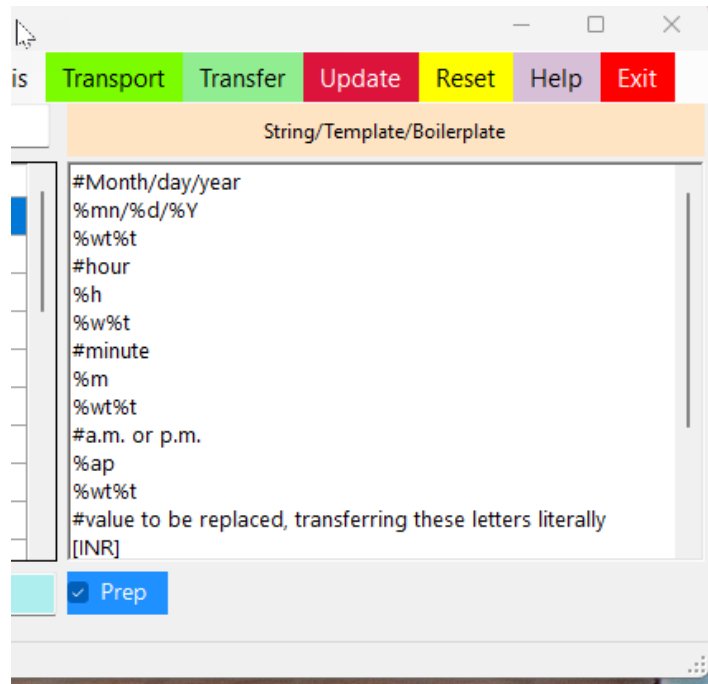 is Transport Transfer Update Reset Help Exit
String/Template/Boilerplate
#Month/day/year
%mn/%d/%Y
%wt%t
#hour
%h
%w%t
#minute
%m
%wt%t
#a.m. or p.m.
%ap
%wt%t
#value to be replaced, transferring these letters literally
[INR]
Prep